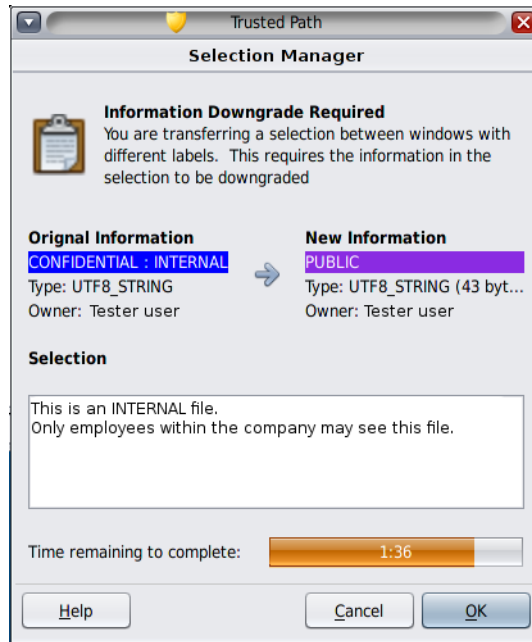 Trusted Path
Selection Manager
Information Downgrade Required
You are transferring a selection between windows with
different labels.  This requires the information in the
selection to be downgraded
Orignal Information
CONFIDENTIAL : INTERNAL
Type: UTF8_STRING
Owner: Tester user
New Information
PUBLIC
Type: UTF8_STRING (43 byt...
Owner: Tester user
Selection
This is an INTERNAL file.
Only employees within the company may see this file.
Time remaining to complete:
1:36
Help
Cancel
OK